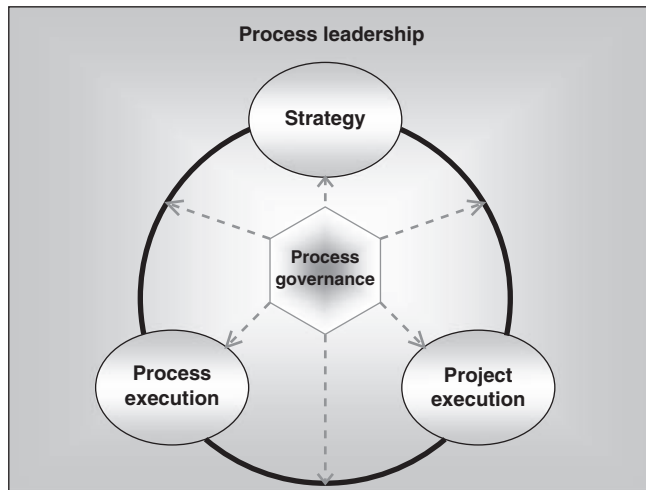 Process leadership
Strategy
Process
governance
Process
execution
Project
execution